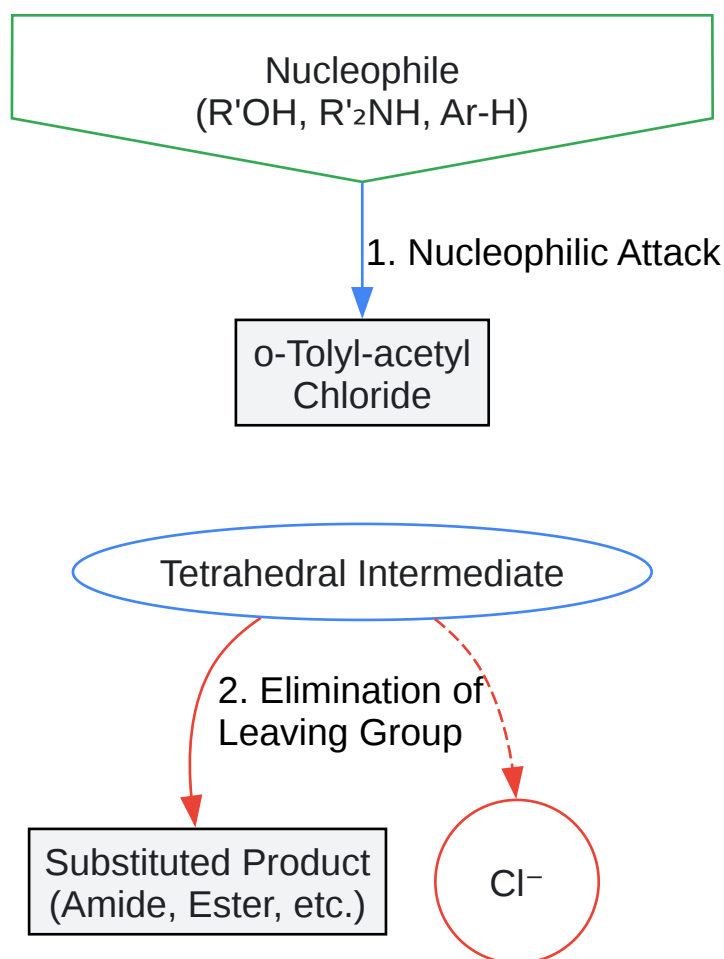 Nucleophile
(R'OH, R'₂NH, Ar-H)
1. Nucleophilic Attack
o-Tolyl-acetyl
Chloride
Tetrahedral Intermediate
2. Elimination of
Leaving Group
Substituted Product
(Amide, Ester, etc.)
Cl⁻